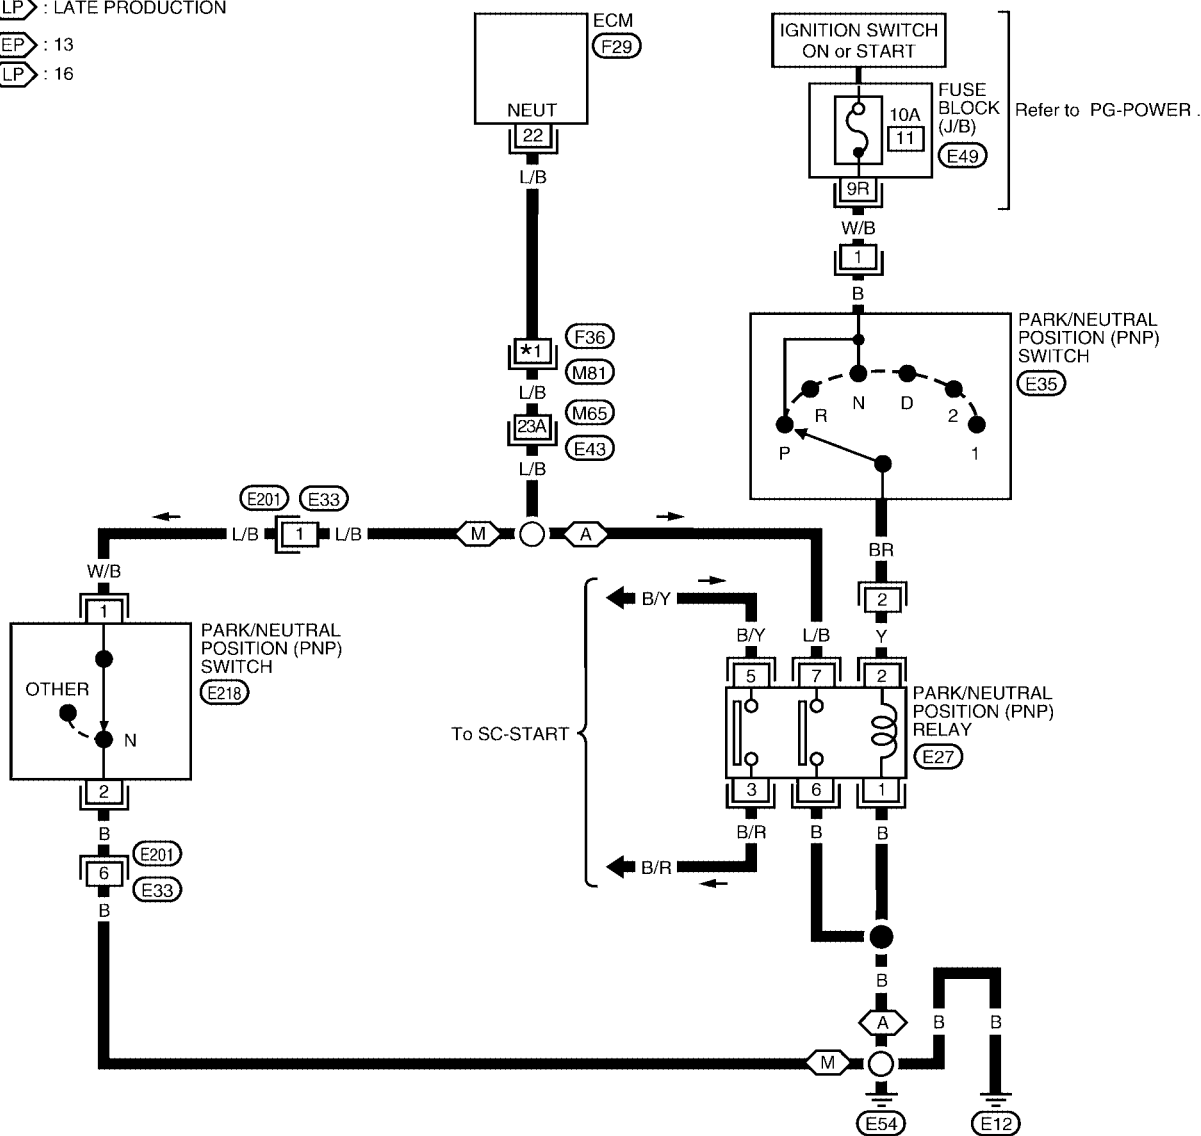 LP : LATE PRODUCTION
EP : 13
LP : 16
ECM
F29
NEUT
22
L/B
IGNITION SWITCH
ON or START
FUSE
BLOCK
(J/B)
E49
10A
11
Refer to PG-POWER .
9R
W/B
1
B
PARK/NEUTRAL
POSITION (PNP)
SWITCH
E35
P
R
N
D
2
1
*1
F36
M81
L/B
23A
M65
E43
L/B
E201
E33
L/B
1
L/B
M
A
BR
2
Y
W/B
1
PARK/NEUTRAL
POSITION (PNP)
SWITCH
E218
OTHER
N
2
B
6
E201
E33
B
To SC-START
B/Y
B/Y
L/B
5
7
2
PARK/NEUTRAL
POSITION (PNP)
RELAY
E27
3
6
1
B/R
B
B
B/R
B
A
B
B
M
E54
E12